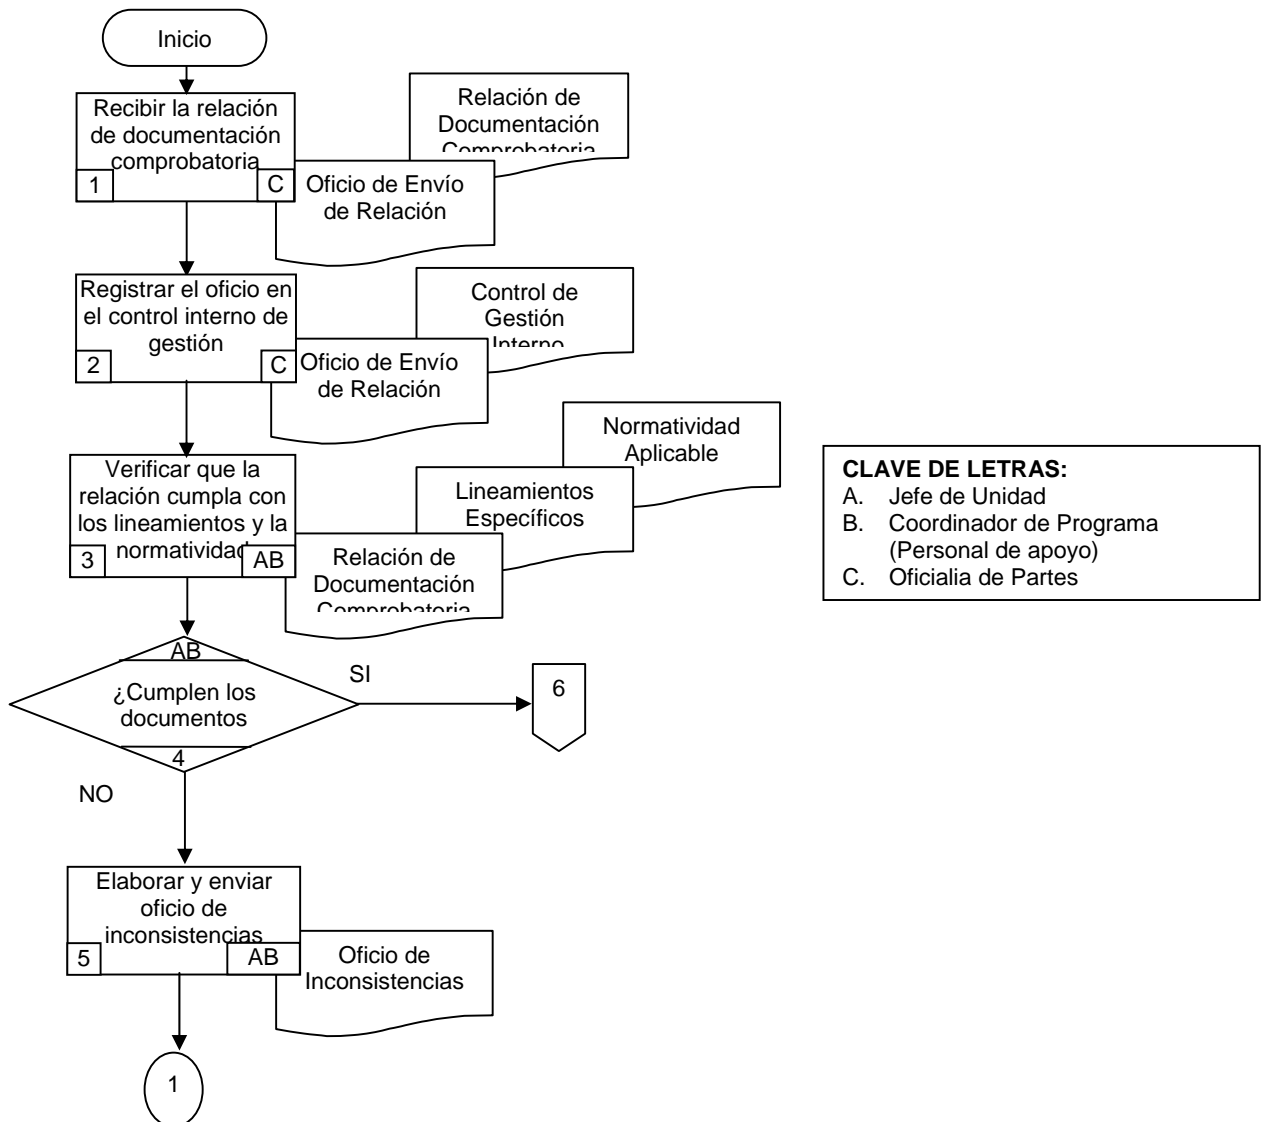 Inicio
Recibir la relación
de documentación
comprobatoria
1
C
Relación de
Documentación
Comprobatoria
Oficio de Envío
de Relación
Registrar el oficio en
el control interno de
gestión
2
C
Control de
Gestión
Interno
Oficio de Envío
de Relación
Verificar que la
relación cumpla con
los lineamientos y la
normatividad
3
AB
Normatividad
Aplicable
Lineamientos
Específicos
Relación de
Documentación
Comprobatoria
CLAVE DE LETRAS:
A. Jefe de Unidad
B. Coordinador de Programa
(Personal de apoyo)
C. Oficialia de Partes
AB
¿Cumplen los
documentos
4
SI
6
NO
Elaborar y enviar
oficio de
inconsistencias
5
AB
Oficio de
Inconsistencias
1